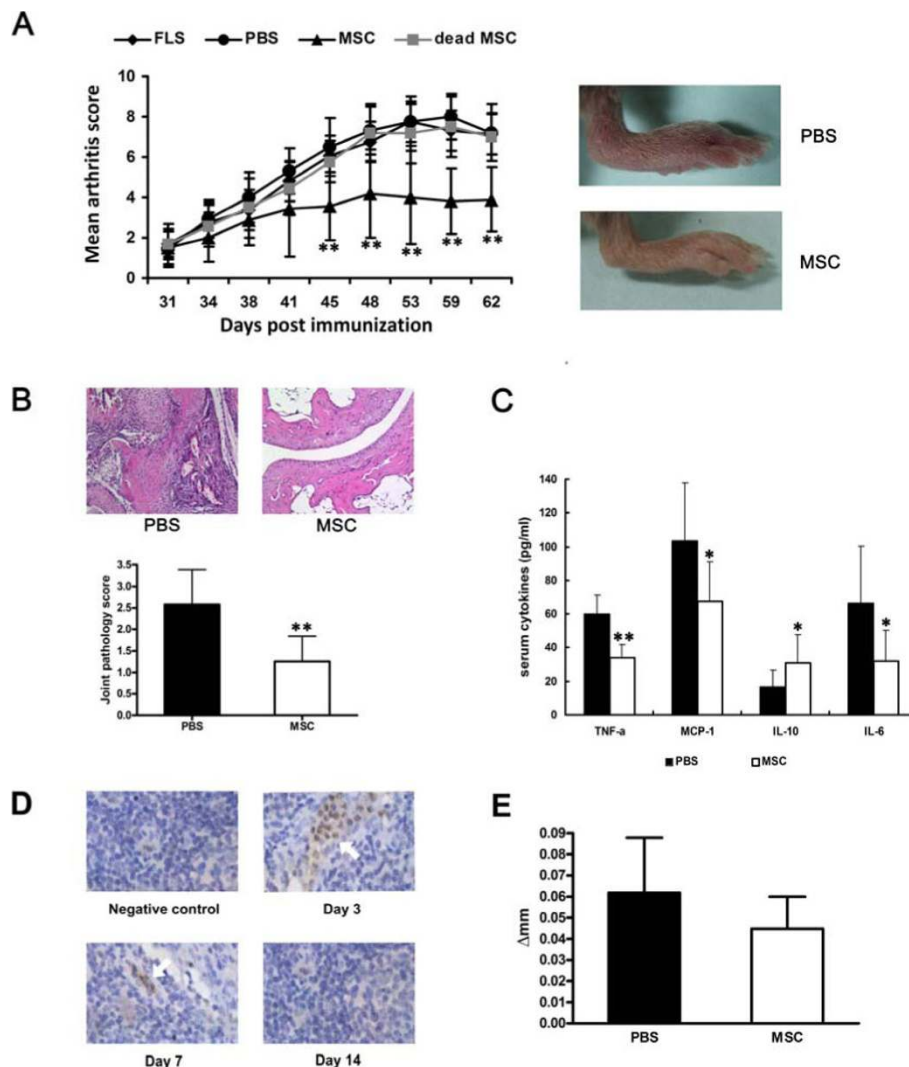 A
FLS PBS MSC dead MSC
Mean arthritis score
10
8
6
4
2
0
** ** ** ** **
31 34 38 41 45 48 53 59 62
Days post immunization
PBS
MSC
B
PBS MSC
Joint pathology score
3.5
3.0
2.5
2.0
1.5
1.0
0.5
0.0
**
PBS MSC
C
serum cytokines (pg/ml)
140
120
100
80
60
40
20
0
** * * *
TNF-a MCP-1 IL-10 IL-6
PBS MSC
D
Negative control Day 3
Day 7 Day 14
E
Δmm
0.09
0.08
0.07
0.06
0.05
0.04
0.03
0.02
0.01
0.00
PBS MSC